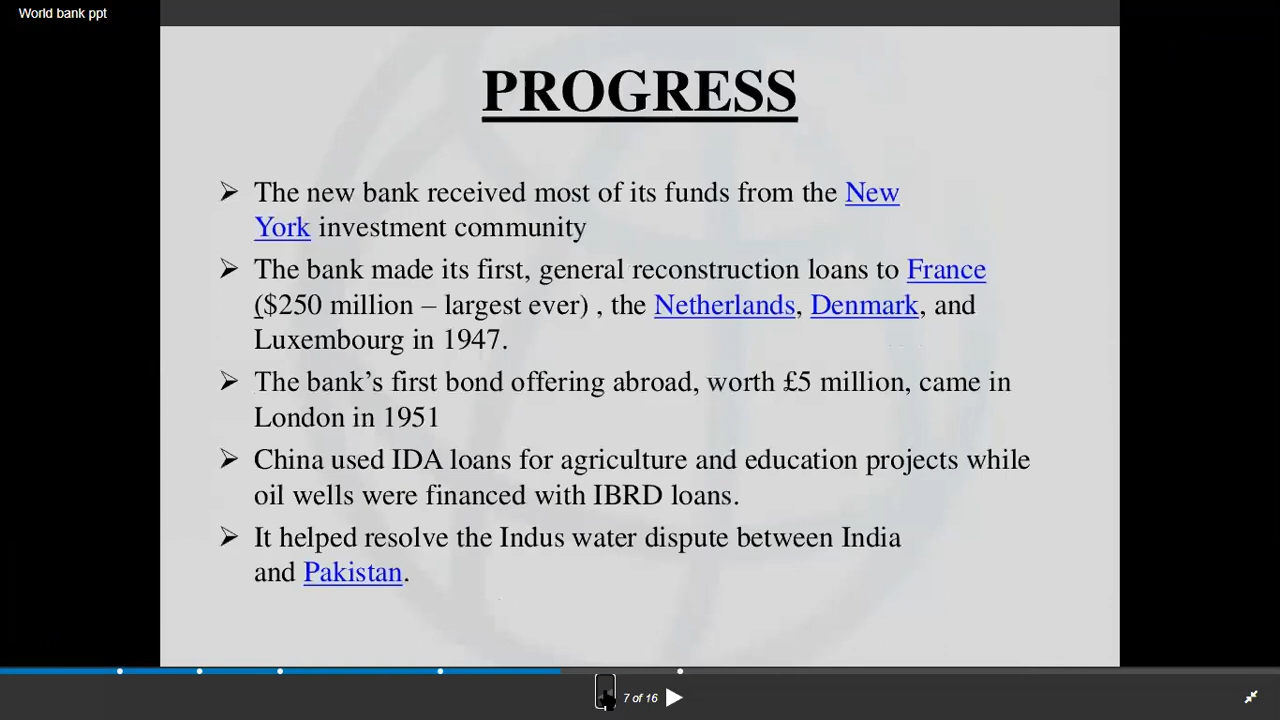 World bank ppt
PROGRESS
➢ The new bank received most of its funds from the New
York investment community
➢ The bank made its first, general reconstruction loans to France
($250 million – largest ever) , the Netherlands, Denmark, and
Luxembourg in 1947.
➢ The bank’s first bond offering abroad, worth £5 million, came in
London in 1951
➢ China used IDA loans for agriculture and education projects while
oil wells were financed with IBRD loans.
➢ It helped resolve the Indus water dispute between India
and Pakistan.
7 of 16